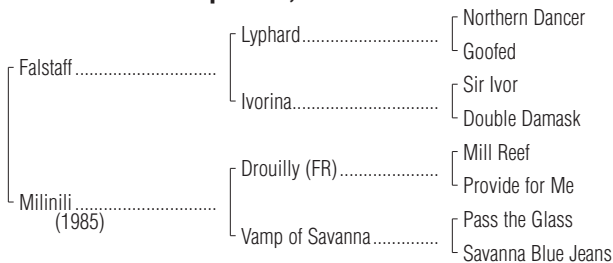 Northern Dancer
Lyphard
Goofed
Falstaff
Sir Ivor
Ivorina
Double Damask
Mill Reef
Drouilly (FR)
Provide for Me
Milinili
(1985)
Pass the Glass
Vamp of Savanna
Savanna Blue Jeans